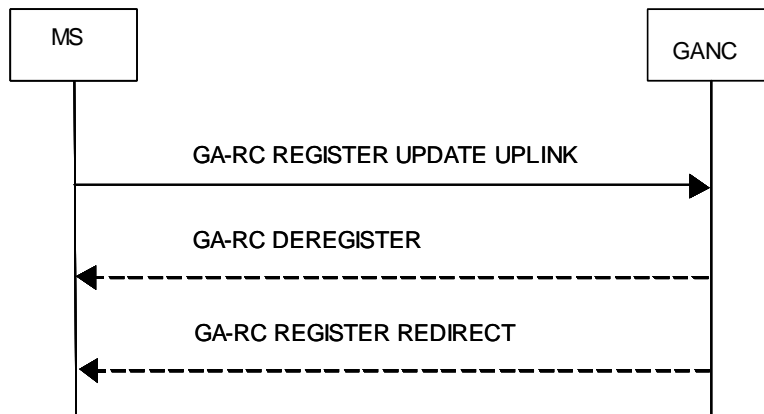 MS
GANC
GA-RC REGISTER UPDATE UPLINK
GA-RC DEREGISTER
GA-RC REGISTER REDIRECT